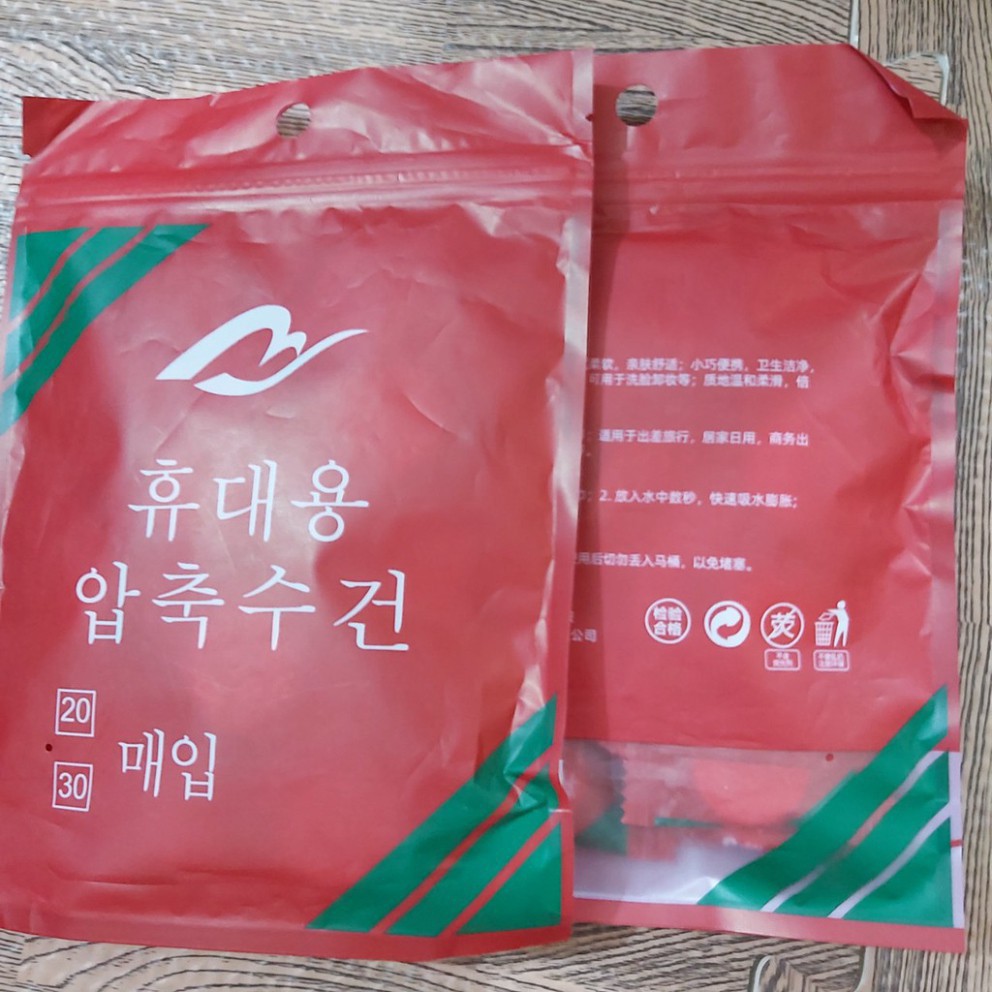 휴대용
압축수건
20
30
매입
柔软，亲肤舒适；小巧便携，卫生洁净，
可用于洗脸卸妆等；质地温和柔滑，倍
适用于出差旅行，居家日用，商务出
2. 放入水中数秒，快速吸水膨胀；
用后切勿丢入马桶，以免堵塞。
公司
检验
合格
荧